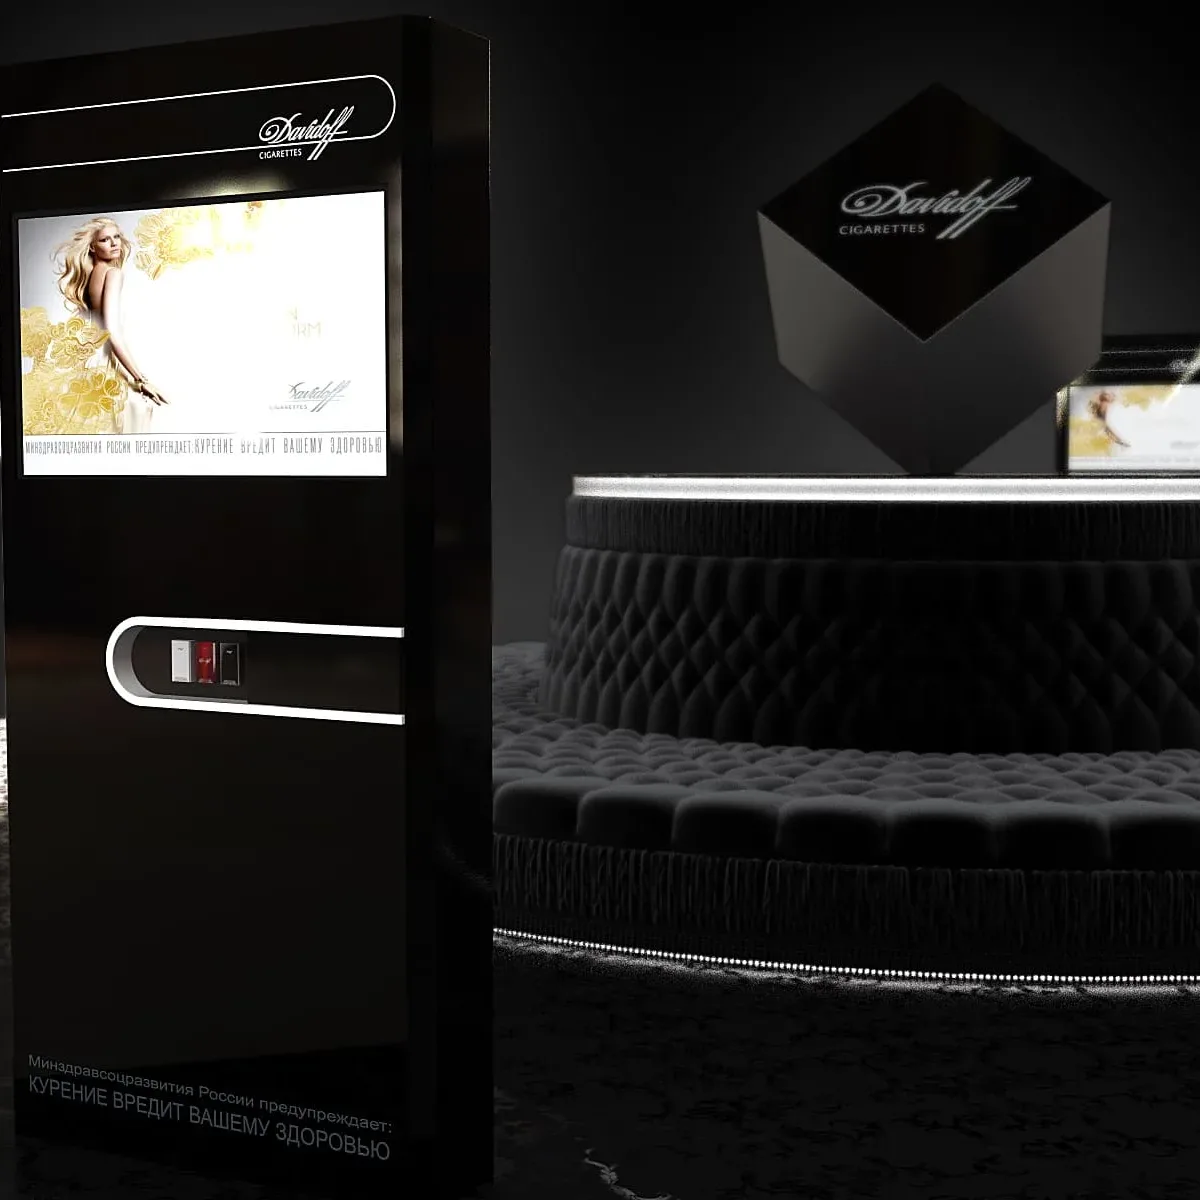 Davidoff
CIGARETTES
Davidoff
CIGARETTES
Davidoff
CIGARETTES
МИНЗДРАВСОЦРАЗВИТИЯ РОССИИ ПРЕДУПРЕЖДАЕТ: КУРЕНИЕ ВРЕДИТ ВАШЕМУ ЗДОРОВЬЮ
Минздравсоцразвития России предупреждает:
КУРЕНИЕ ВРЕДИТ ВАШЕМУ ЗДОРОВЬЮ